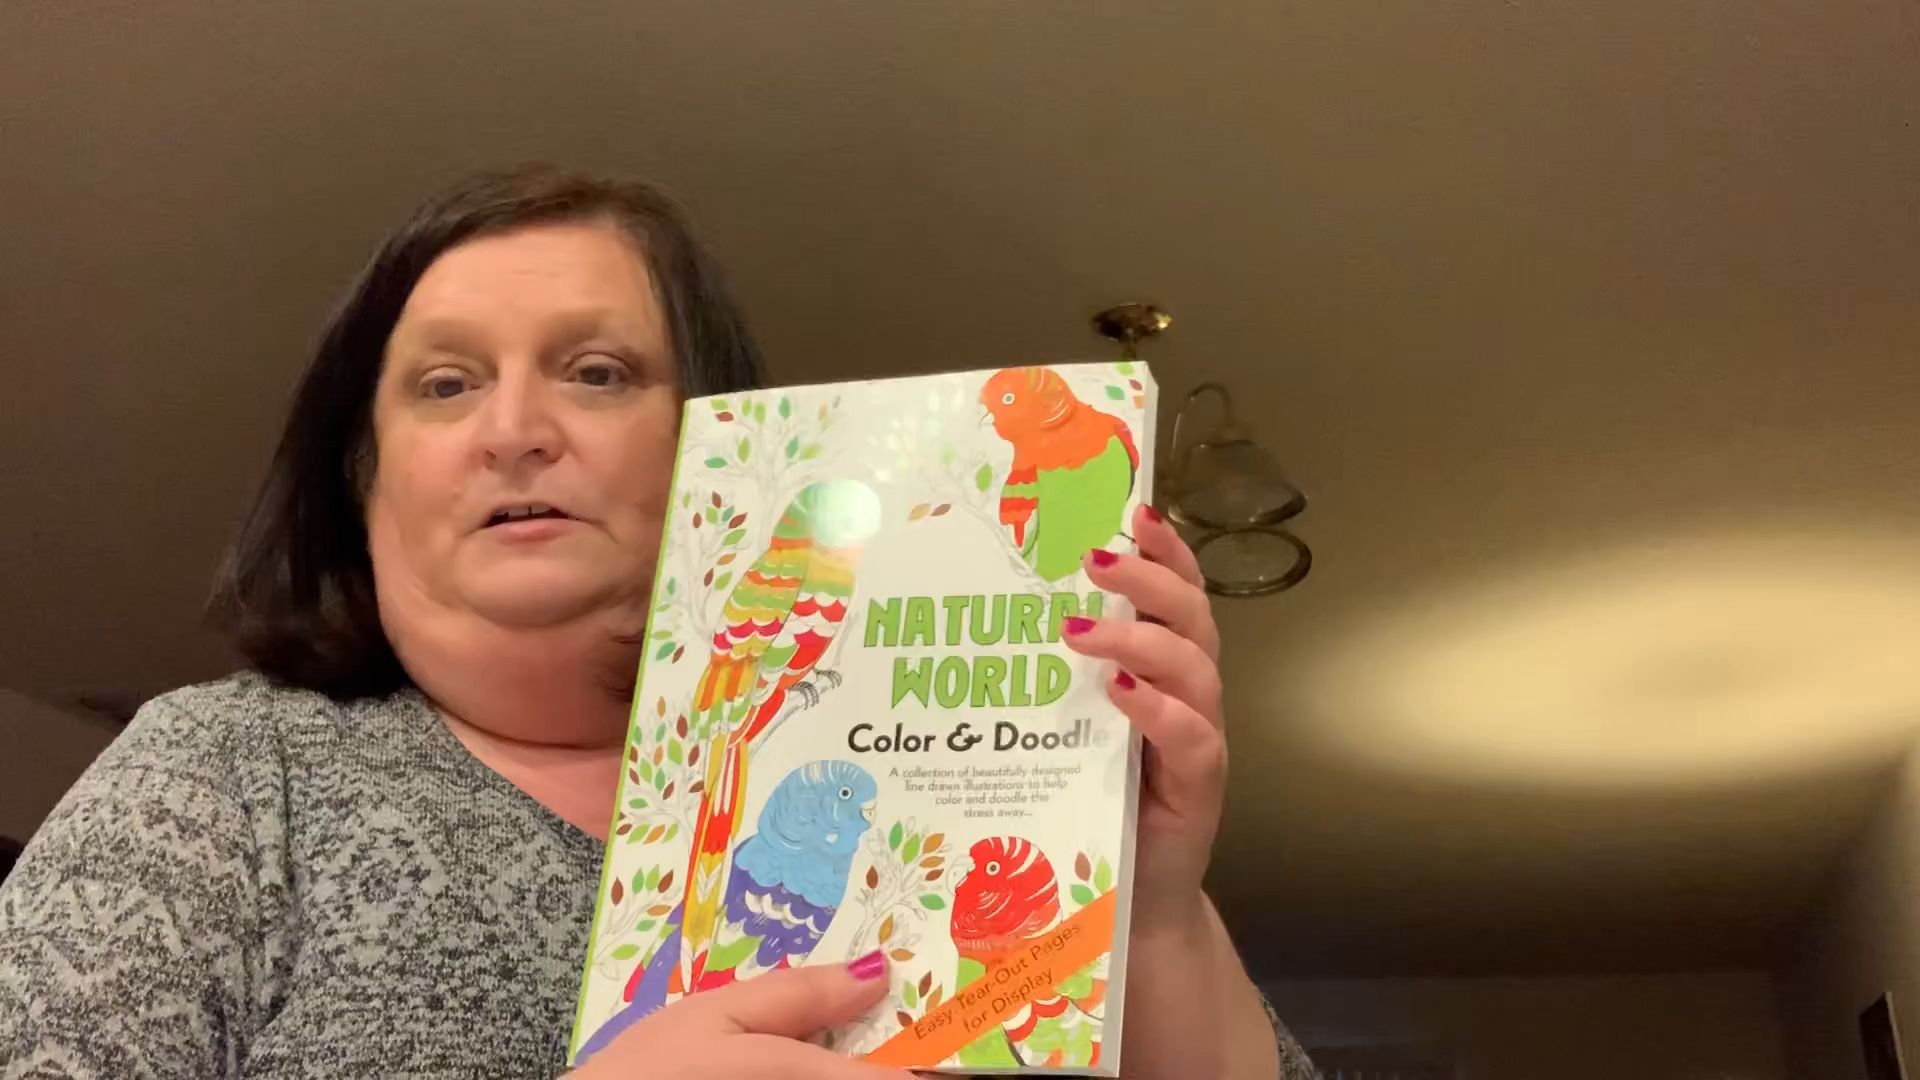 NATURAL
WORLD
Color & Doodle
A collection of beautifully designed
line drawn illustrations to help
color and doodle the
stress away...
Easy Tear-Out Pages
for Display